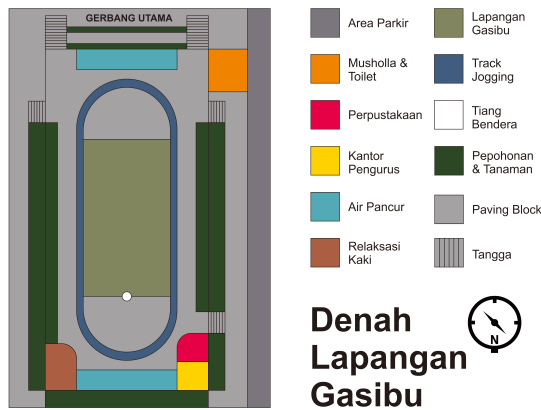 GERBANG UTAMA
Area Parkir
Lapangan
Gasibu
Musholla &
Toilet
Track
Jogging
Perpustakaan
Tiang
Bendera
Kantor
Pengurus
Pepohonan
& Tanaman
Air Pancur
Paving Block
Relaksasi
Kaki
Tangga
Denah
Lapangan
Gasibu
N